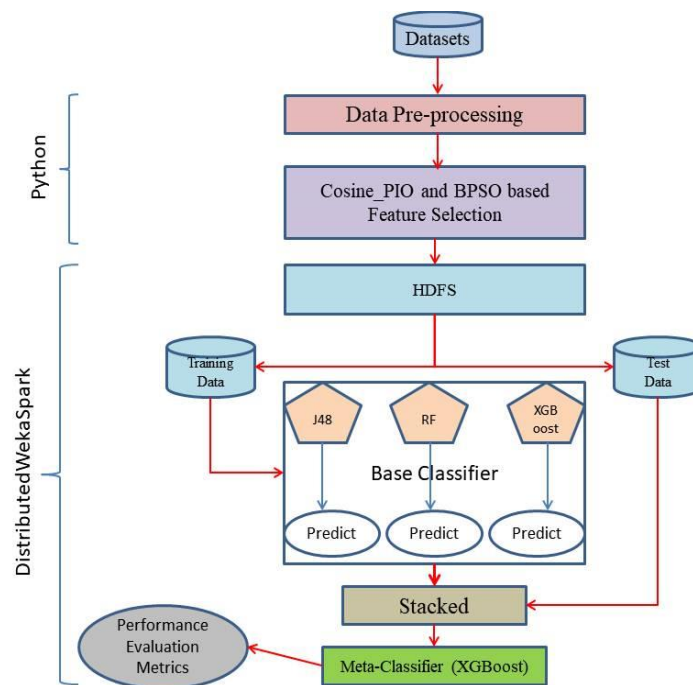 Datasets
Python
Data Pre-processing
Cosine_PIO and BPSO based
Feature Selection
DistributedWekaSpark
HDFS
Training
Data
Test
Data
J48
RF
XGB
oost
Base Classifier
Predict
Predict
Predict
Stacked
Performance
Evaluation
Metrics
Meta-Classifier (XGBoost)